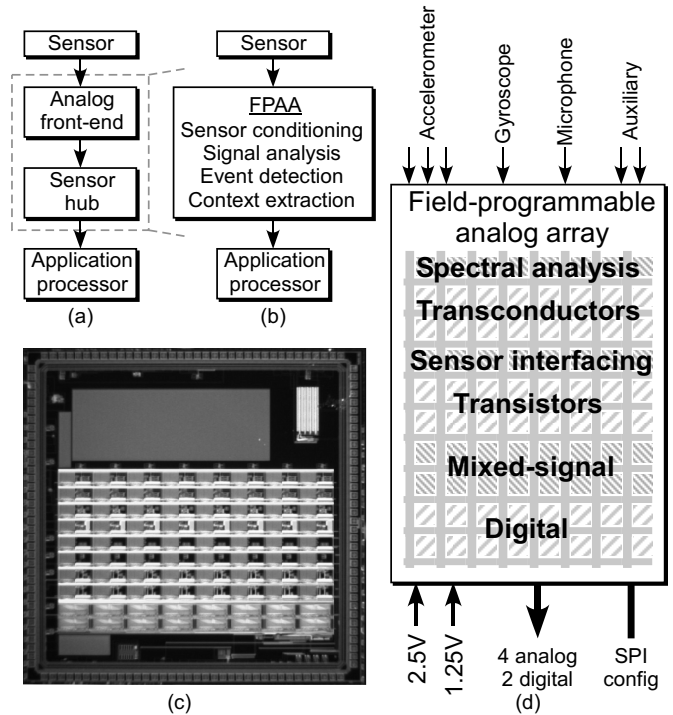 Sensor
Analog
front-end
Sensor
hub
Application
processor
(a)
Sensor
FPAA
Sensor conditioning
Signal analysis
Event detection
Context extraction
Application
processor
(b)
(c)
Accelerometer
Gyroscope
Microphone
Auxiliary
Field-programmable
analog array
Spectral analysis
Transconductors
Sensor interfacing
Transistors
Mixed-signal
Digital
2.5V
1.25V
4 analog
2 digital
SPI
config
(d)